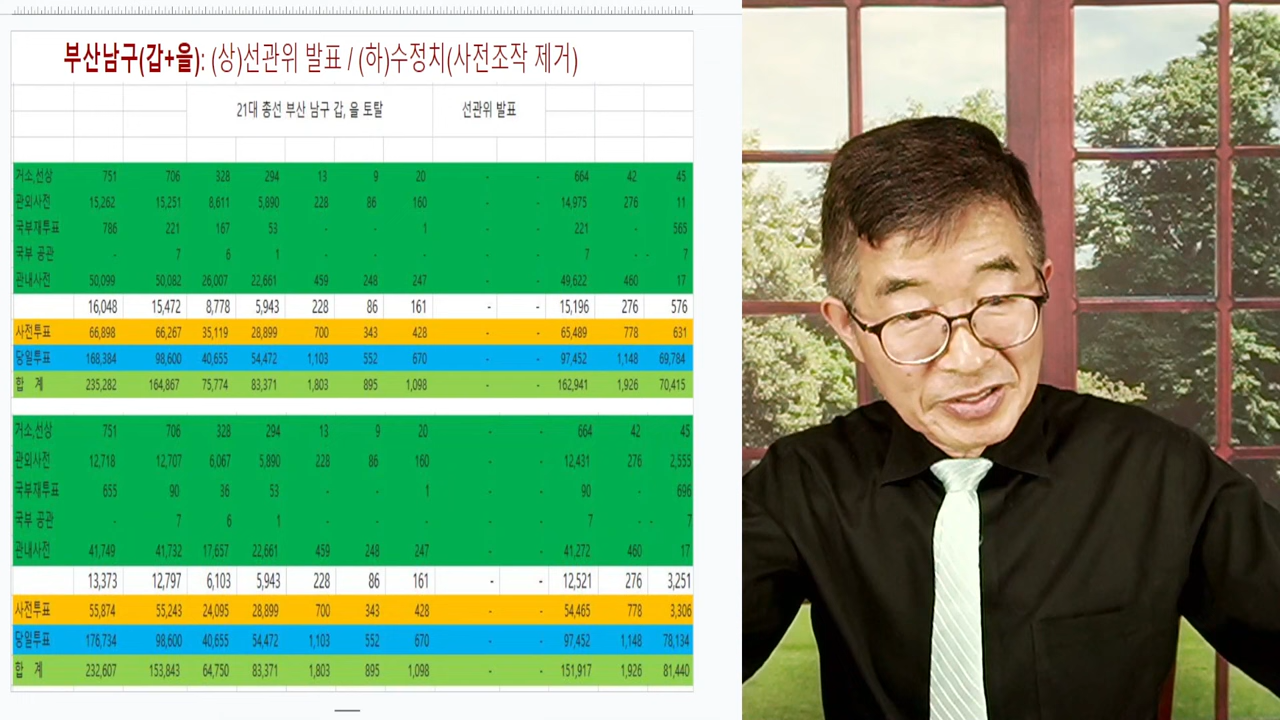 부산남구(갑+을): (상)선관위 발표 / (하)수정치(사전조작 제거)
21대 총선 부산 남구 갑, 을 토탈 선관위 발표
거소,선상 751 706 328 294 13 9 20 - - 664 42 45
관외사전 15,262 15,251 8,611 5,890 228 86 160 - - 14,975 276 11
국부재투표 786 221 167 53 - - 1 - - 221 - 565
국부 공관 - 7 6 1 - - - - - 7 - - 7
관내사전 50,099 50,082 26,007 22,661 459 248 247 - - 49,622 460 17
16,048 15,472 8,778 5,943 228 86 161 - - 15,196 276 576
사전투표 66,898 66,267 35,119 28,899 700 343 428 - - 65,489 778 631
당일투표 168,384 98,600 40,655 54,472 1,103 552 670 - - 97,452 1,148 69,784
합 계 235,282 164,867 75,774 83,371 1,803 895 1,098 - - 162,941 1,926 70,415
거소,선상 751 706 328 294 13 9 20 - - 664 42 45
관외사전 12,718 12,707 6,067 5,890 228 86 160 - - 12,431 276 2,555
국부재투표 655 90 36 53 - - 1 - - 90 - 696
국부 공관 - 7 6 1 - - - - - 7 - - 7
관내사전 41,749 41,732 17,657 22,661 459 248 247 - - 41,272 460 17
13,373 12,797 6,103 5,943 228 86 161 - - 12,521 276 3,251
사전투표 55,874 55,243 24,095 28,899 700 343 428 - - 54,465 778 3,306
당일투표 176,734 98,600 40,655 54,472 1,103 552 670 - - 97,452 1,148 78,134
합 계 232,607 153,843 64,750 83,371 1,803 895 1,098 - - 151,917 1,926 81,440